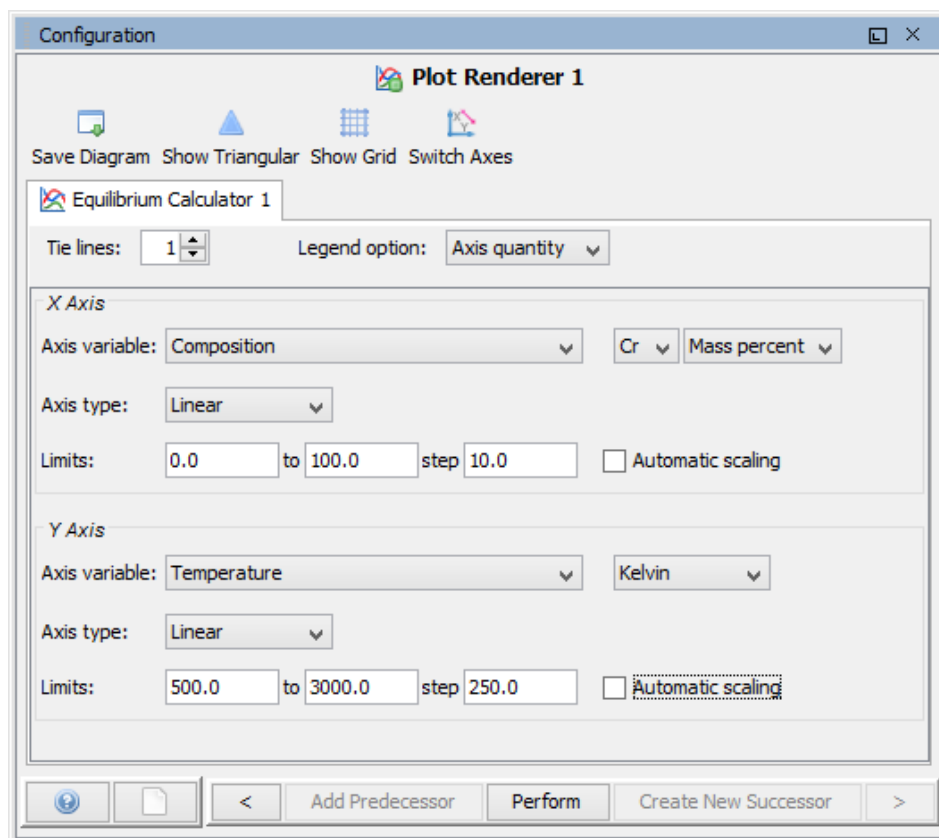 Configuration
Plot Renderer 1
Save Diagram Show Triangular Show Grid Switch Axes
Equilibrium Calculator 1
Tie lines: 1 Legend option: Axis quantity
X Axis
Axis variable: Composition Cr Mass percent
Axis type: Linear
Limits: 0.0 to 100.0 step 10.0 Automatic scaling
Y Axis
Axis variable: Temperature Kelvin
Axis type: Linear
Limits: 500.0 to 3000.0 step 250.0 Automatic scaling
< Add Predecessor Perform Create New Successor >